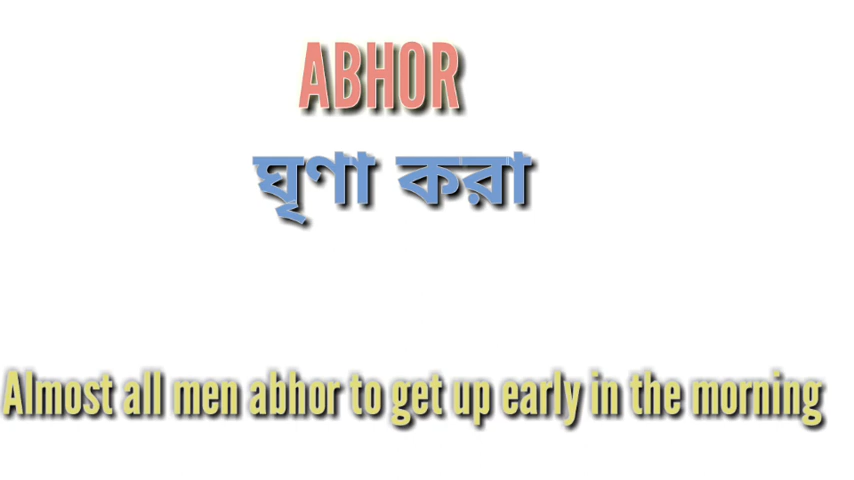 ABHOR
ঘৃণা করা
Almost all men abhor to get up early in the morning